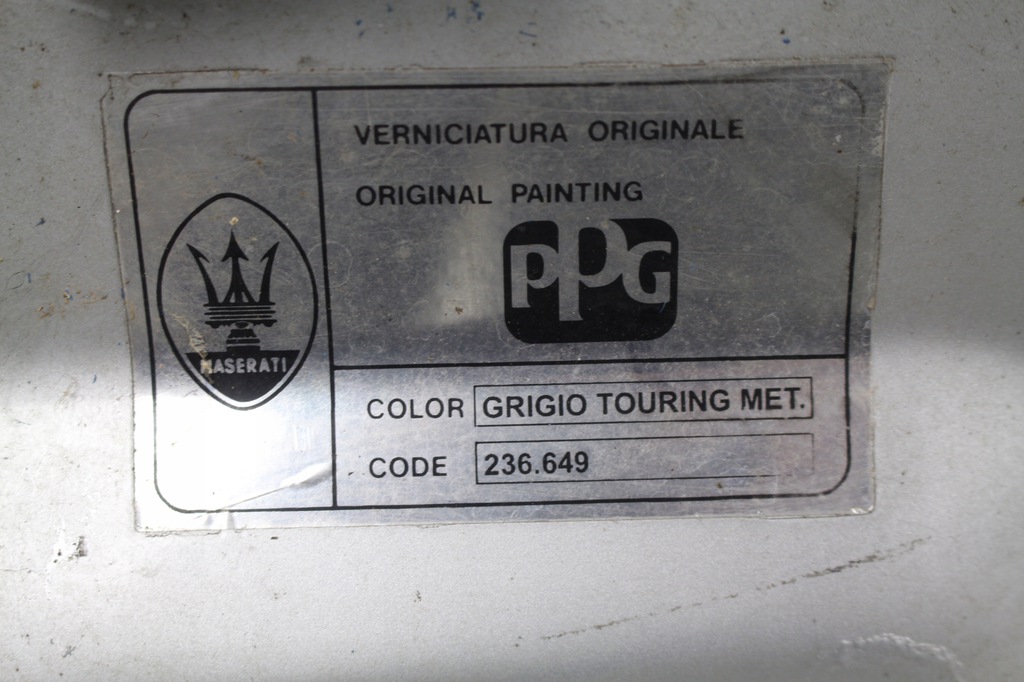 VERNICIATURA ORIGINALE
ORIGINAL PAINTING
PPG
MASERATI
COLOR GRIGIO TOURING MET.
CODE 236.649